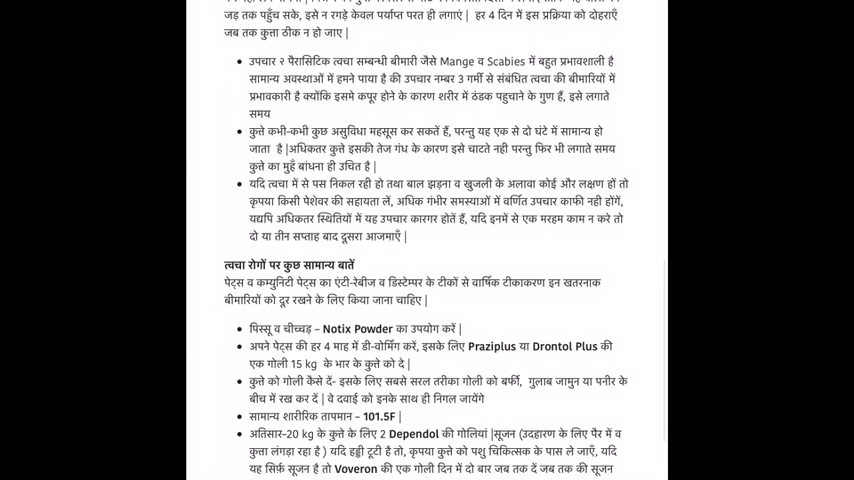 जड़ तक पहुँच सके, इसे न रगड़े केवल पर्याप्त परत ही लगाएं | हर 4 दिन में इस प्रक्रिया को दोहराएँ
जब तक कुत्ता ठीक न हो जाए |
• उपचार २ पैरासिटिक त्वचा सम्बन्धी बीमारी जैसे Mange व Scabies में बहुत प्रभावशाली है
सामान्य अवस्थाओं में हमने पाया है की उपचार नम्बर 3 गर्मी से संबंधित त्वचा की बीमारियों में
प्रभावकारी है क्योंकि इसमे कपूर होने के कारण शरीर में ठंडक पहुचाने के गुण हैं, इसे लगाते
समय
• कुत्ते कभी-कभी कुछ असुविधा महसूस कर सकतें हैं, परन्तु यह एक से दो घंटे में सामान्य हो
जाता है |अधिकतर कुत्ते इसकी तेज गंध के कारण इसे चाटते नही परन्तु फिर भी लगाते समय
कुत्ते का मुहँ बांधना ही उचित है |
• यदि त्वचा में से पस निकल रही हो तथा बाल झड़ना व खुजली के अलावा कोई और लक्षण हों तो
कृपया किसी पेशेवर की सहायता लें, अधिक गंभीर समस्याओ में वर्णित उपचार काफी नही होंगें,
यद्यपि अधिकतर स्थितियों में यह उपचार कारगर होतें हैं, यदि इनमें से एक मरहम काम न करे तो
दो या तीन सप्ताह बाद दूसरा आजमाएँ |
त्वचा रोगों पर कुछ सामान्य बातें
पेट्स व कम्युनिटी पेट्स का एंटी-रेबीज व डिस्टेम्पर के टीकों से वार्षिक टीकाकरण इन खतरनाक
बीमारियों को दूर रखने के लिए किया जाना चाहिए |
• पिस्सू व चीच्चड़ – Notix Powder का उपयोग करें |
• अपने पेट्स की हर 4 माह में डी-वोर्मिंग करें, इसके लिए Praziplus या Drontol Plus की
एक गोली 15 kg के भार के कुत्ते को दे |
• कुत्ते को गोली कैसे दें- इसके लिए सबसे सरल तरीका गोली को बर्फी, गुलाब जामुन या पनीर के
बीच में रख कर दें | वे दवाई को इनके साथ ही निगल जायेंगे
• सामान्य शारीरिक तापमान – 101.5F |
• अतिसार–20 kg के कुत्ते के लिए 2 Dependol की गोलियां |सूजन (उदहारण के लिए पैर में व
कुत्ता लंगड़ा रहा है ) यदि हड्डी टूटी है तो, कृपया कुत्ते को पशु चिकित्सक के पास ले जाएँ, यदि
यह सिर्फ़ सूजन है तो Voveron की एक गोली दिन में दो बार जब तक दें जब तक की सूजन